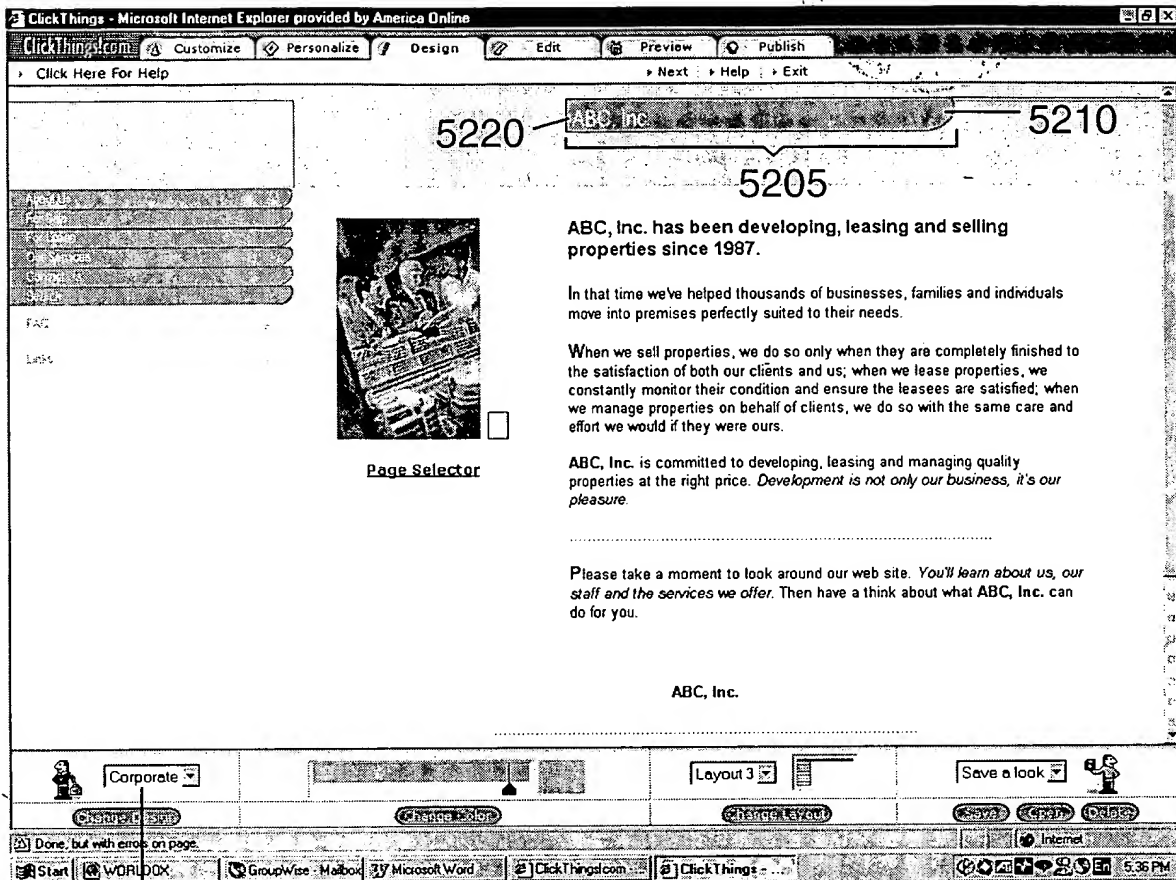 ClickThings - Microsoft Internet Explorer provided by America Online
ClickThings!com Customize Personalize Design Edit Preview Publish
Click Here For Help Next Help Exit
5220 ABC, Inc. 5210
5205
About Us
Our Services
Search
FAQ
Links
Page Selector
ABC, Inc. has been developing, leasing and selling
properties since 1987.
In that time we've helped thousands of businesses, families and individuals
move into premises perfectly suited to their needs.
When we sell properties, we do so only when they are completely finished to
the satisfaction of both our clients and us; when we lease properties, we
constantly monitor their condition and ensure the leasees are satisfied; when
we manage properties on behalf of clients, we do so with the same care and
effort we would if they were ours.
ABC, Inc. is committed to developing, leasing and managing quality
properties at the right price. Development is not only our business, it's our
pleasure.
Please take a moment to look around our web site. You'll learn about us, our
staff and the services we offer. Then have a think about what ABC, Inc. can
do for you.
ABC, Inc.
Corporate Layout 3 Save a look
Change Design Change Color Change Layout Save Open Delete
Done, but with errors on page. Internet
Start WORLDOX GroupWise - Mailbox Microsoft Word ClickThings!com ClickThings - ... En 5:36 PM